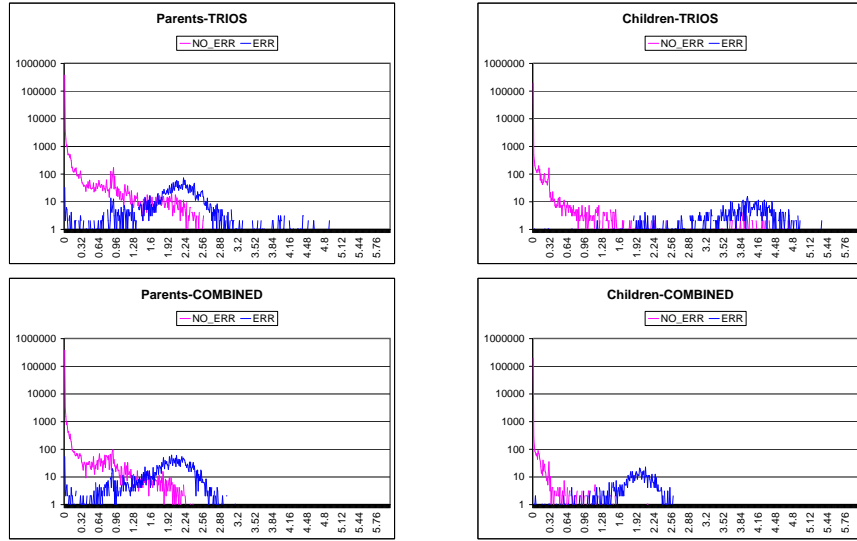 Parents-TRIOS
NO_ERR ERR
1000000
100000
10000
1000
100
10
1
0 0.32 0.64 0.96 1.28 1.6 1.92 2.24 2.56 2.88 3.2 3.52 3.84 4.16 4.48 4.8 5.12 5.44 5.76
Children-TRIOS
NO_ERR ERR
1000000
100000
10000
1000
100
10
1
0 0.32 0.64 0.96 1.28 1.6 1.92 2.24 2.56 2.88 3.2 3.52 3.84 4.16 4.48 4.8 5.12 5.44 5.76
Parents-COMBINED
NO_ERR ERR
1000000
100000
10000
1000
100
10
1
0 0.32 0.64 0.96 1.28 1.6 1.92 2.24 2.56 2.88 3.2 3.52 3.84 4.16 4.48 4.8 5.12 5.44 5.76
Children-COMBINED
NO_ERR ERR
1000000
100000
10000
1000
100
10
1
0 0.32 0.64 0.96 1.28 1.6 1.92 2.24 2.56 2.88 3.2 3.52 3.84 4.16 4.48 4.8 5.12 5.44 5.76